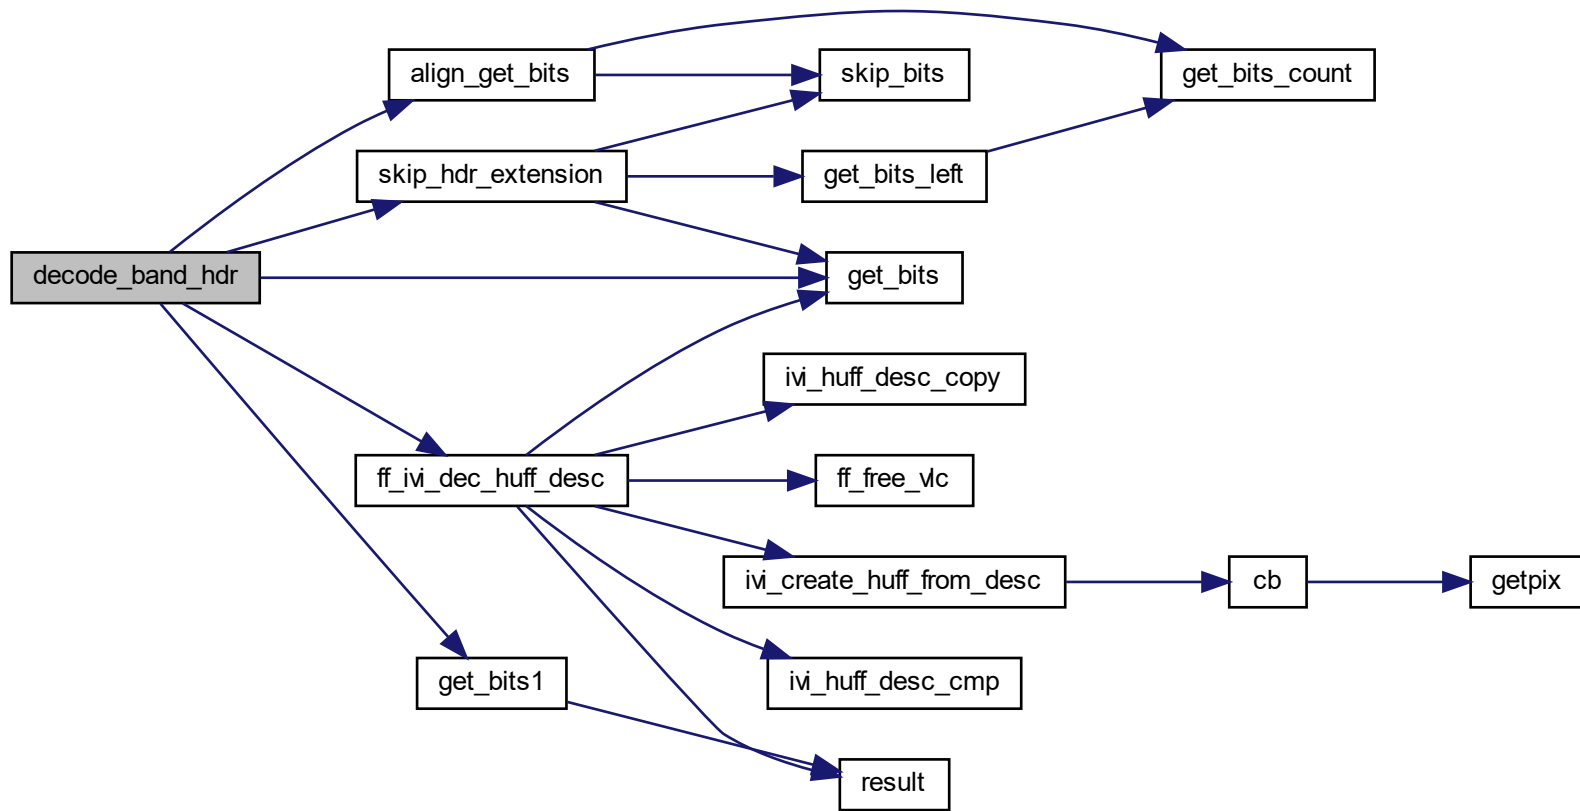 align_get_bits
skip_bits
get_bits_count
skip_hdr_extension
get_bits_left
decode_band_hdr
get_bits
ivi_huff_desc_copy
ff_ivi_dec_huff_desc
ff_free_vlc
ivi_create_huff_from_desc
cb
getpix
get_bits1
ivi_huff_desc_cmp
result